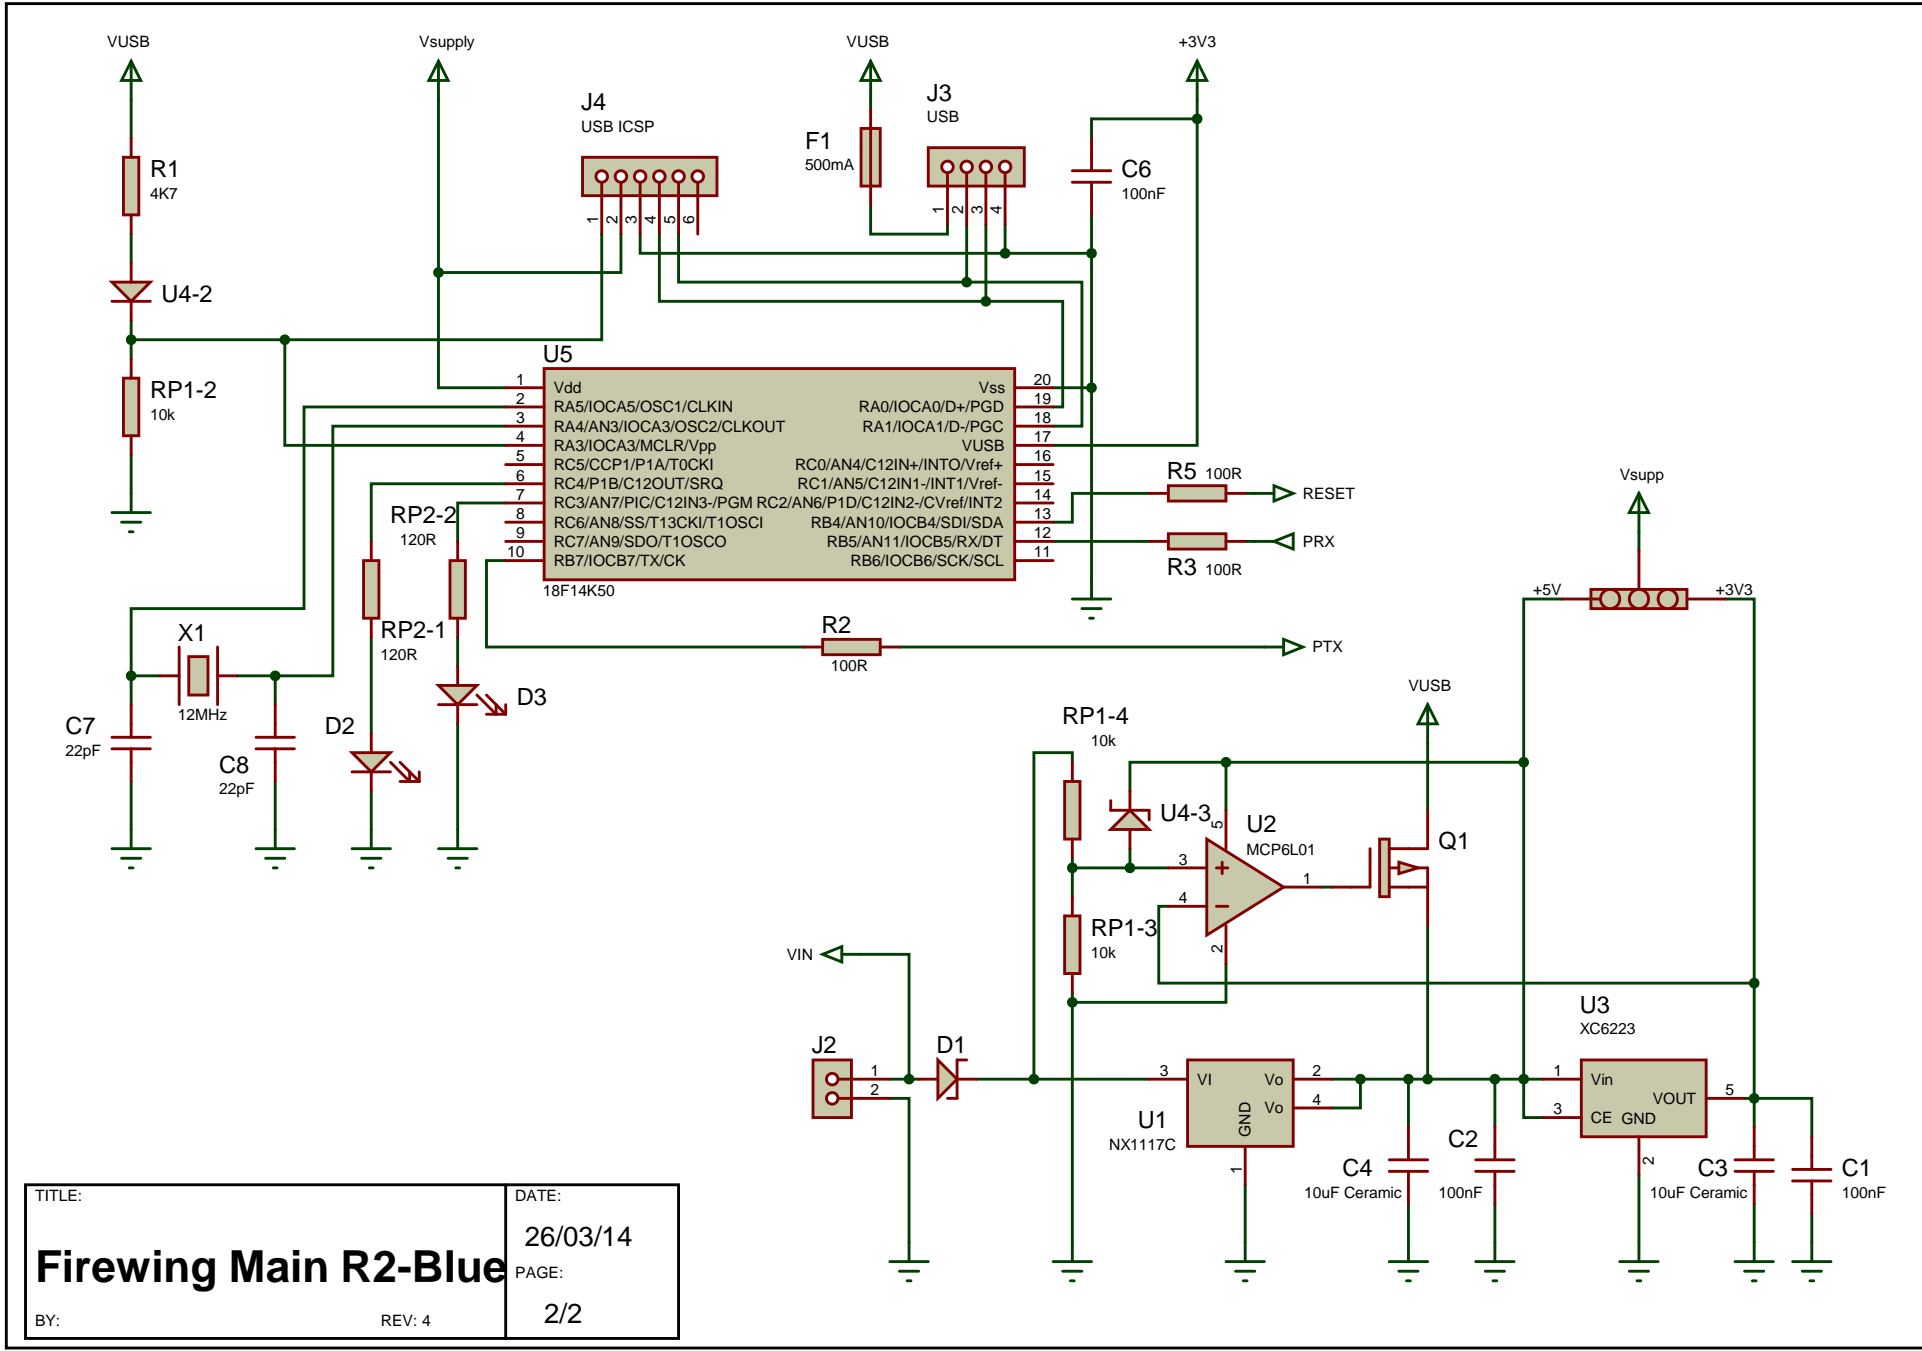 VUSB
Vsupply
VUSB
+3V3
J4
USB ICSP
J3
USB
F1
500mA
R1
4K7
C6
100nF
1
2
3
4
5
6
1
2
3
4
U4-2
RP1-2
10k
U5
1
Vdd
Vss
20
2
RA5/IOCA5/OSC1/CLKIN
RA0/IOCA0/D+/PGD
19
3
RA4/AN3/IOCA3/OSC2/CLKOUT
RA1/IOCA1/D-/PGC
18
4
RA3/IOCA3/MCLR/Vpp
VUSB
17
5
RC5/CCP1/P1A/T0CKI
RC0/AN4/C12IN+/INTO/Vref+
16
6
RC4/P1B/C12OUT/SRQ
RC1/AN5/C12IN1-/INT1/Vref-
15
7
RC3/AN7/PIC/C12IN3-/PGM
RC2/AN6/P1D/C12IN2-/CVref/INT2
14
8
RC6/AN8/SS/T13CKI/T1OSCI
RB4/AN10/IOCB4/SDI/SDA
13
9
RC7/AN9/SDO/T1OSCO
RB5/AN11/IOCB5/RX/DT
12
10
RB7/IOCB7/TX/CK
RB6/IOCB6/SCK/SCL
11
18F14K50
R5 100R
RESET
PRX
R3 100R
Vsupp
+5V
+3V3
RP2-2
120R
RP2-1
120R
R2
100R
PTX
X1
12MHz
C7
22pF
C8
22pF
D2
D3
VUSB
RP1-4
10k
U4-3
5
U2
MCP6L01
3
4
1
2
Q1
RP1-3
10k
VIN
J2
1
2
D1
3
VI
Vo
2
Vo
4
GND
1
U1
NX1117C
U3
XC6223
1
Vin
VOUT
5
3
CE
GND
2
C4
10uF Ceramic
C2
100nF
C3
10uF Ceramic
C1
100nF
TITLE:
Firewing Main R2-Blue
BY:
REV: 4
DATE:
26/03/14
PAGE:
2/2